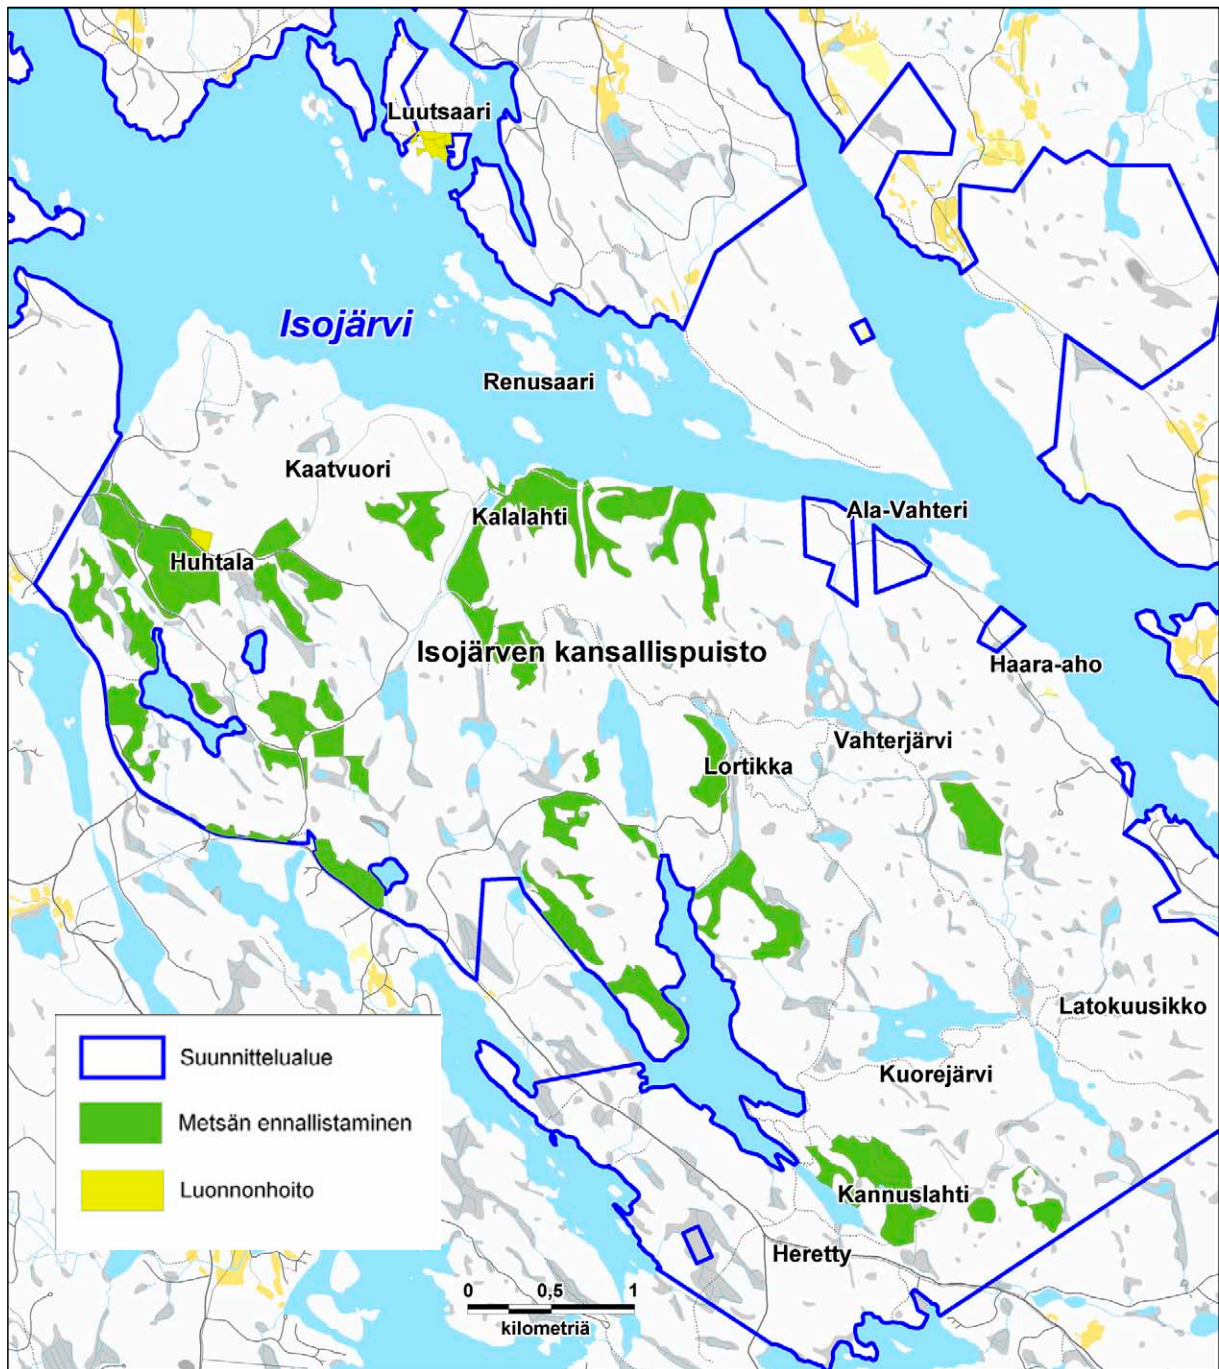 Luutsaari
Isojärvi
Renusaari
Kaatvuori
Kalalahti
Ala-Vahteri
Huhtala
Isojärven kansallispuisto
Haara-aho
Vahterjärvi
Lortikka
Latokuusikko
Kuorejärvi
Kannuslahti
Heretty
Suunnittelualue
Metsän ennallistaminen
Luonnonhoito
0 0,5 1
kilometriä